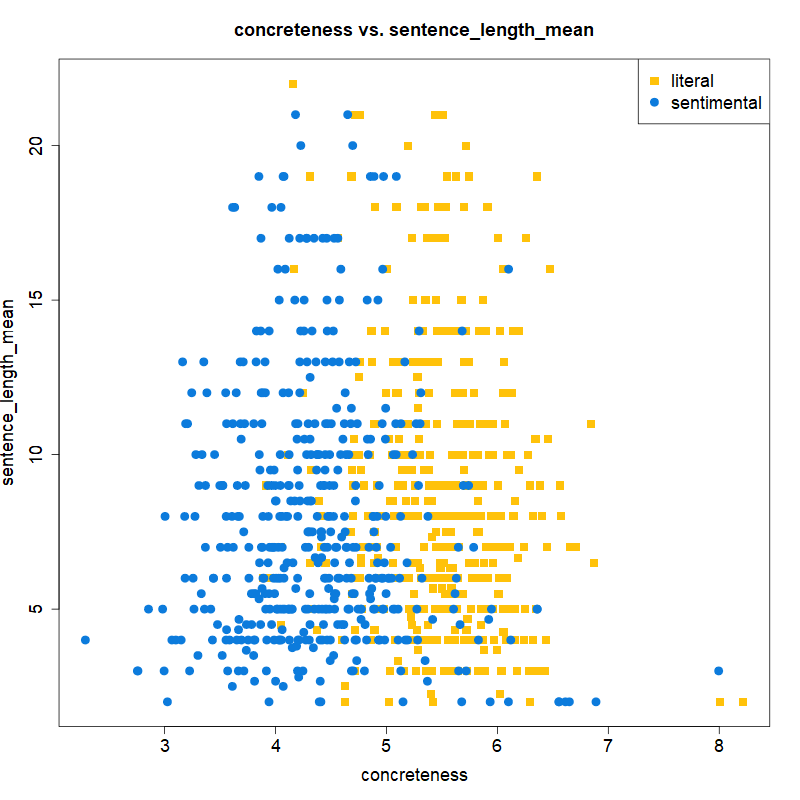 concreteness vs. sentence_length_mean
literal
sentimental
sentence_length_mean
20
15
10
5
3
4
5
6
7
8
concreteness